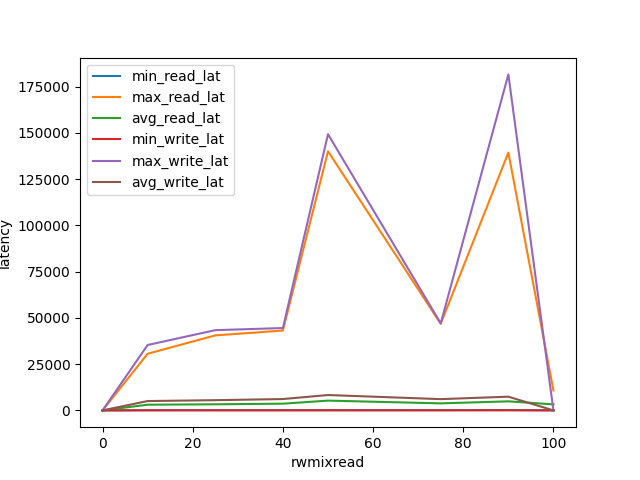 175000
150000
125000
100000
75000
50000
25000
0
latency
min_read_lat
max_read_lat
avg_read_lat
min_write_lat
max_write_lat
avg_write_lat
0 20 40 60 80 100
rwmixread